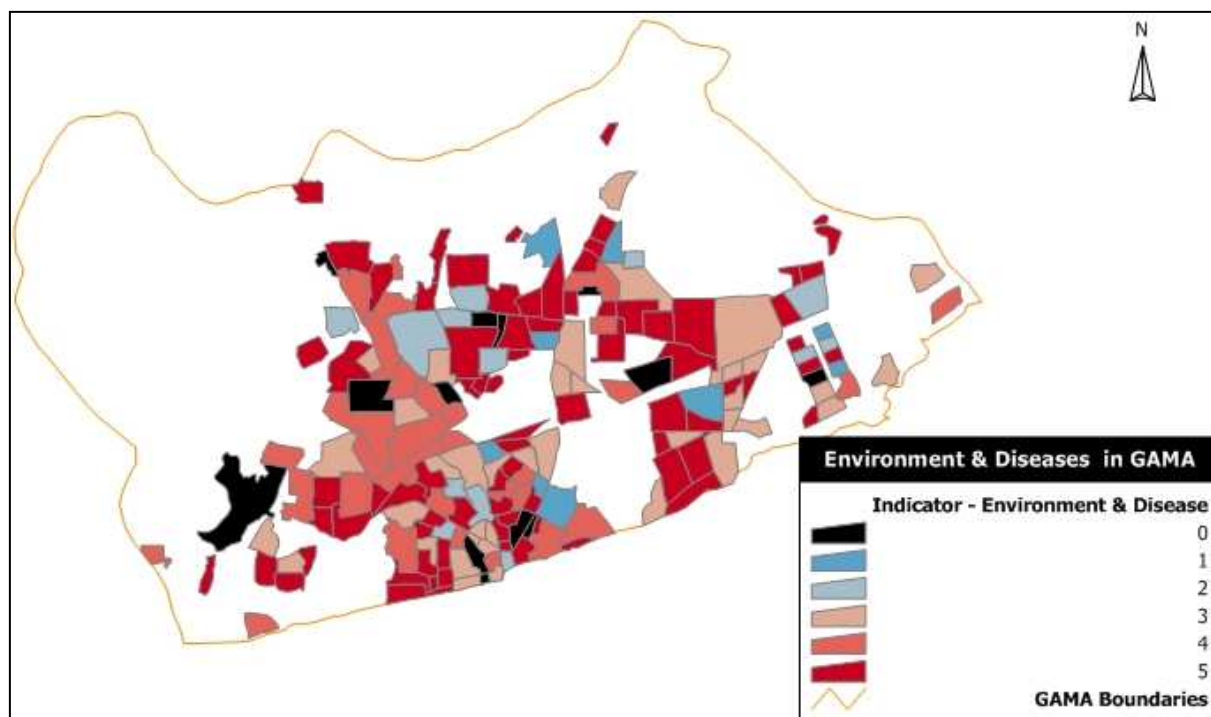 N
Environment & Diseases in GAMA
Indicator - Environment & Disease
0
1
2
3
4
5
GAMA Boundaries